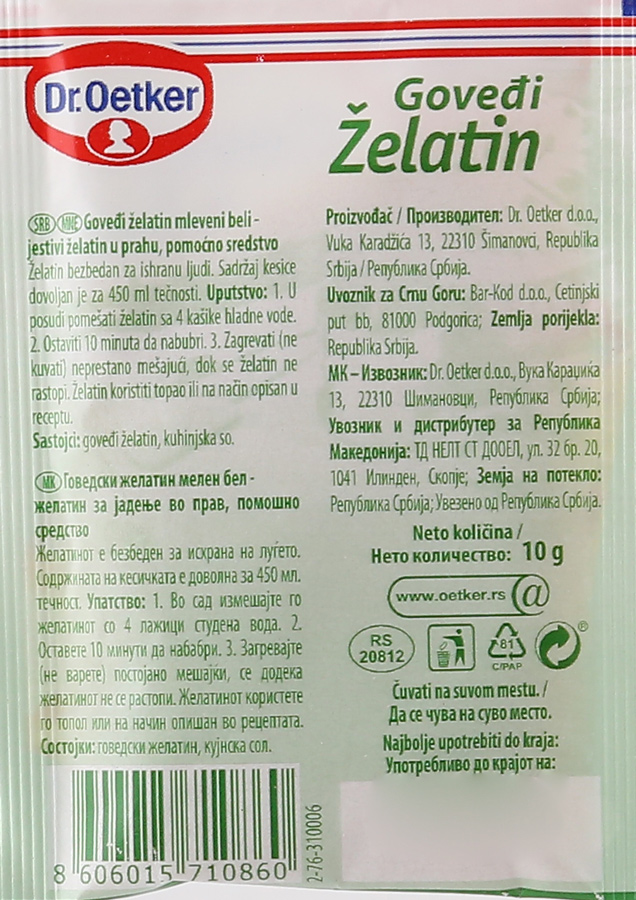 Dr.Oetker
Goveđi
Želatin
SRB MNE Goveđi želatin mleveni beli -
jestivi želatin u prahu, pomoćno sredstvo
Želatin bezbedan za ishranu ljudi. Sadržaj kesice
dovoljan je za 450 ml tečnosti. Uputstvo: 1. U
posudi pomešati želatin sa 4 kašike hladne vode.
2. Ostaviti 10 minuta da nabubri. 3. Zagrevati (ne
kuvati) neprestano mešajući, dok se želatin ne
rastopi. Želatin koristiti topao ili na način opisan u
receptu.
Sastojci: goveđi želatin, kuhinjska so.
MK Говедски желатин мелен бел -
желатин за јадење во прав, помошно
средство
Желатинот е безбеден за исхрана на луѓето.
Содржината на кесичката е доволна за 450 мл.
течност. Упатство: 1. Во сад измешајте го
желатинот со 4 лажици студена вода. 2.
Оставете 10 минути да набабри. 3. Загревајте
(не варете) постојано мешајќи, се додека
желатинот не се растопи. Желатинот користете
го топол или на начин опишан во рецептата.
Состојки: говедски желатин, кујнска сол.
8 606015 710860
2-76-310006
Proizvođač / Производител: Dr. Oetker d.o.o.,
Vuka Karadžića 13, 22310 Šimanovci, Republika
Srbija / Република Србија.
Uvoznik za Crnu Goru: Bar-Kod d.o.o., Cetinjski
put bb, 81000 Podgorica; Zemlja porijekla:
Republika Srbija.
МК – Извозник: Dr. Oetker d.o.o., Вука Караџиќа
13, 22310 Шимановци, Република Србија;
Увозник и дистрибутер за Република
Македонија: ТД НЕЛТ СТ ДООЕЛ, ул. 32 бр. 20,
1041 Илинден, Скопје; Земја на потекло:
Република Србија; Увезено од Република Србија.
Neto količina /
Нето количество: 10 g
www.oetker.rs @
RS
20812
81
C/PAP
®
Čuvati na suvom mestu. /
Да се чува на суво место.
Najbolje upotrebiti do kraja:
Употребливо до крајот на: